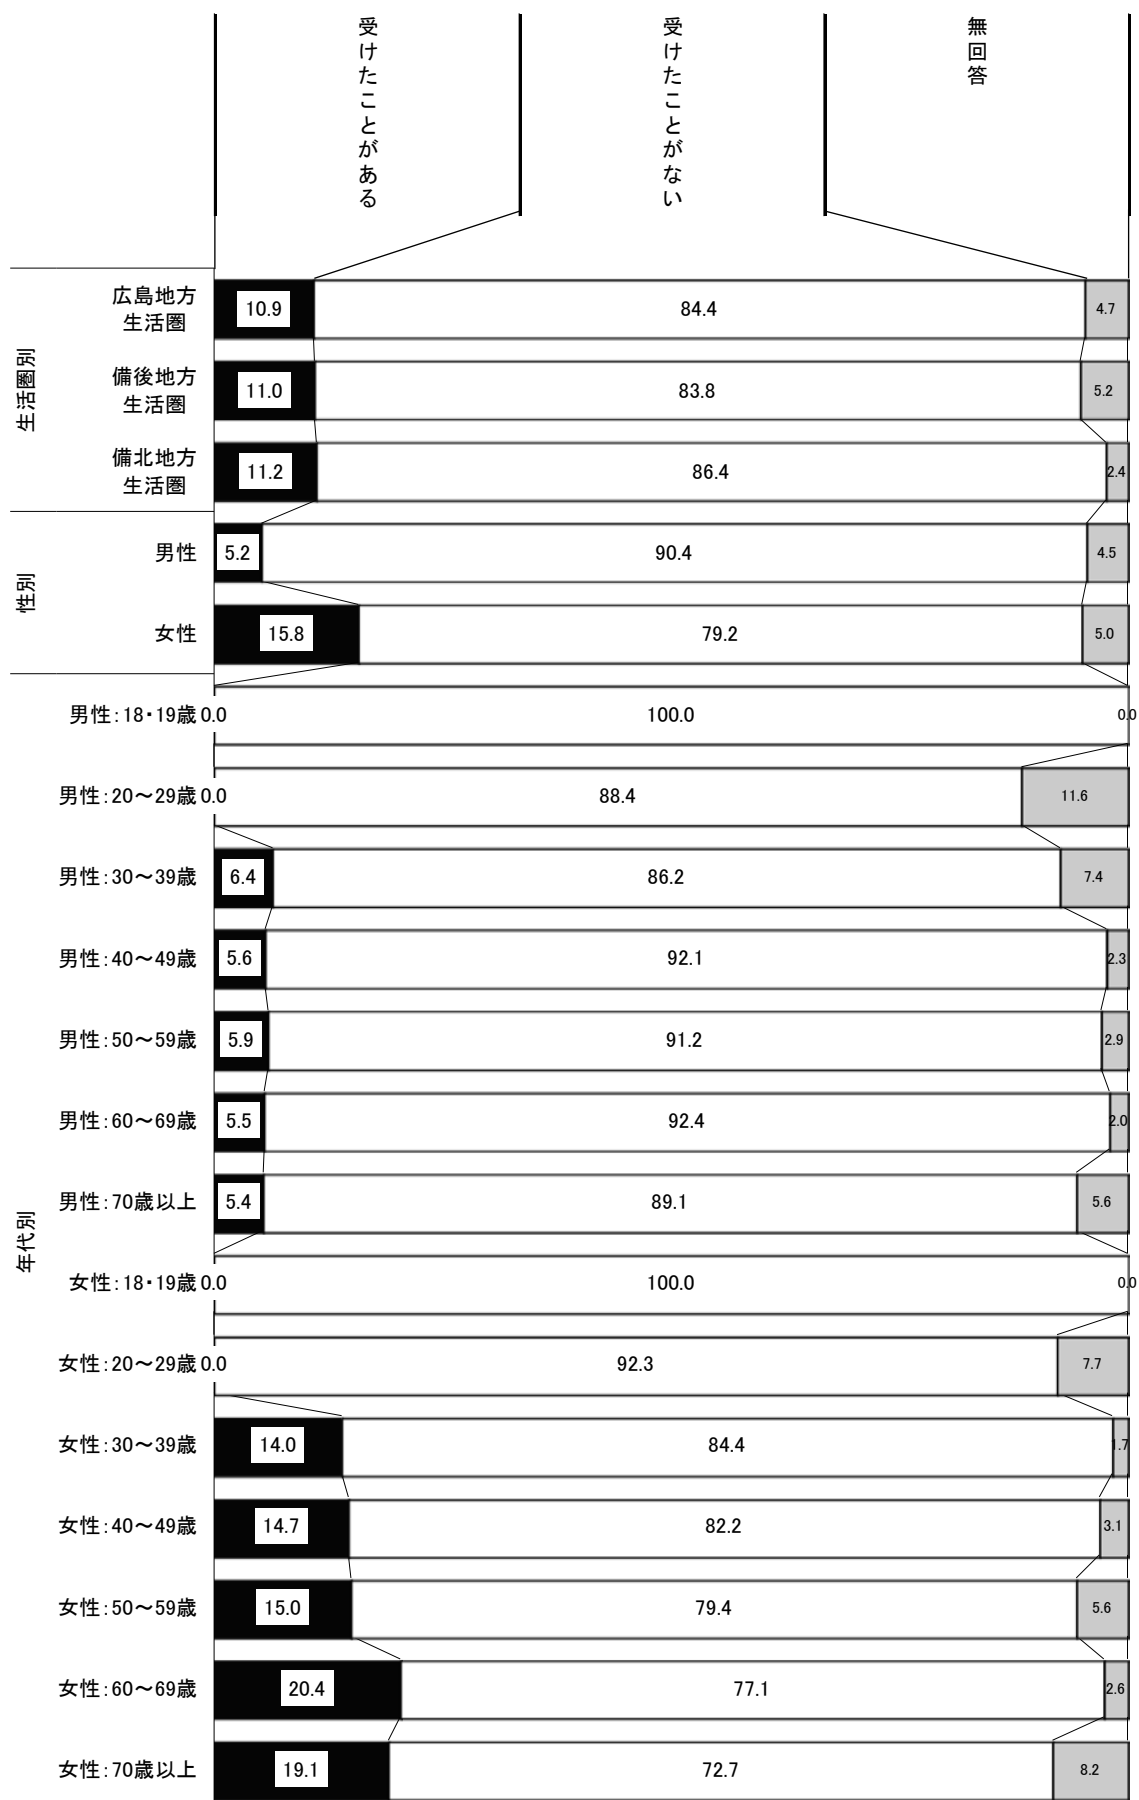 受けたことがある
受けたことがない
無回答
生活圏別
広島地方
生活圏
10.9
84.4
4.7
備後地方
生活圏
11.0
83.8
5.2
備北地方
生活圏
11.2
86.4
2.4
性別
男性
5.2
90.4
4.5
女性
15.8
79.2
5.0
年代別
男性:18・19歳
0.0
100.0
0.0
男性:20～29歳
0.0
88.4
11.6
男性:30～39歳
6.4
86.2
7.4
男性:40～49歳
5.6
92.1
2.3
男性:50～59歳
5.9
91.2
2.9
男性:60～69歳
5.5
92.4
2.0
男性:70歳以上
5.4
89.1
5.6
女性:18・19歳
0.0
100.0
0.0
女性:20～29歳
0.0
92.3
7.7
女性:30～39歳
14.0
84.4
1.7
女性:40～49歳
14.7
82.2
3.1
女性:50～59歳
15.0
79.4
5.6
女性:60～69歳
20.4
77.1
2.6
女性:70歳以上
19.1
72.7
8.2